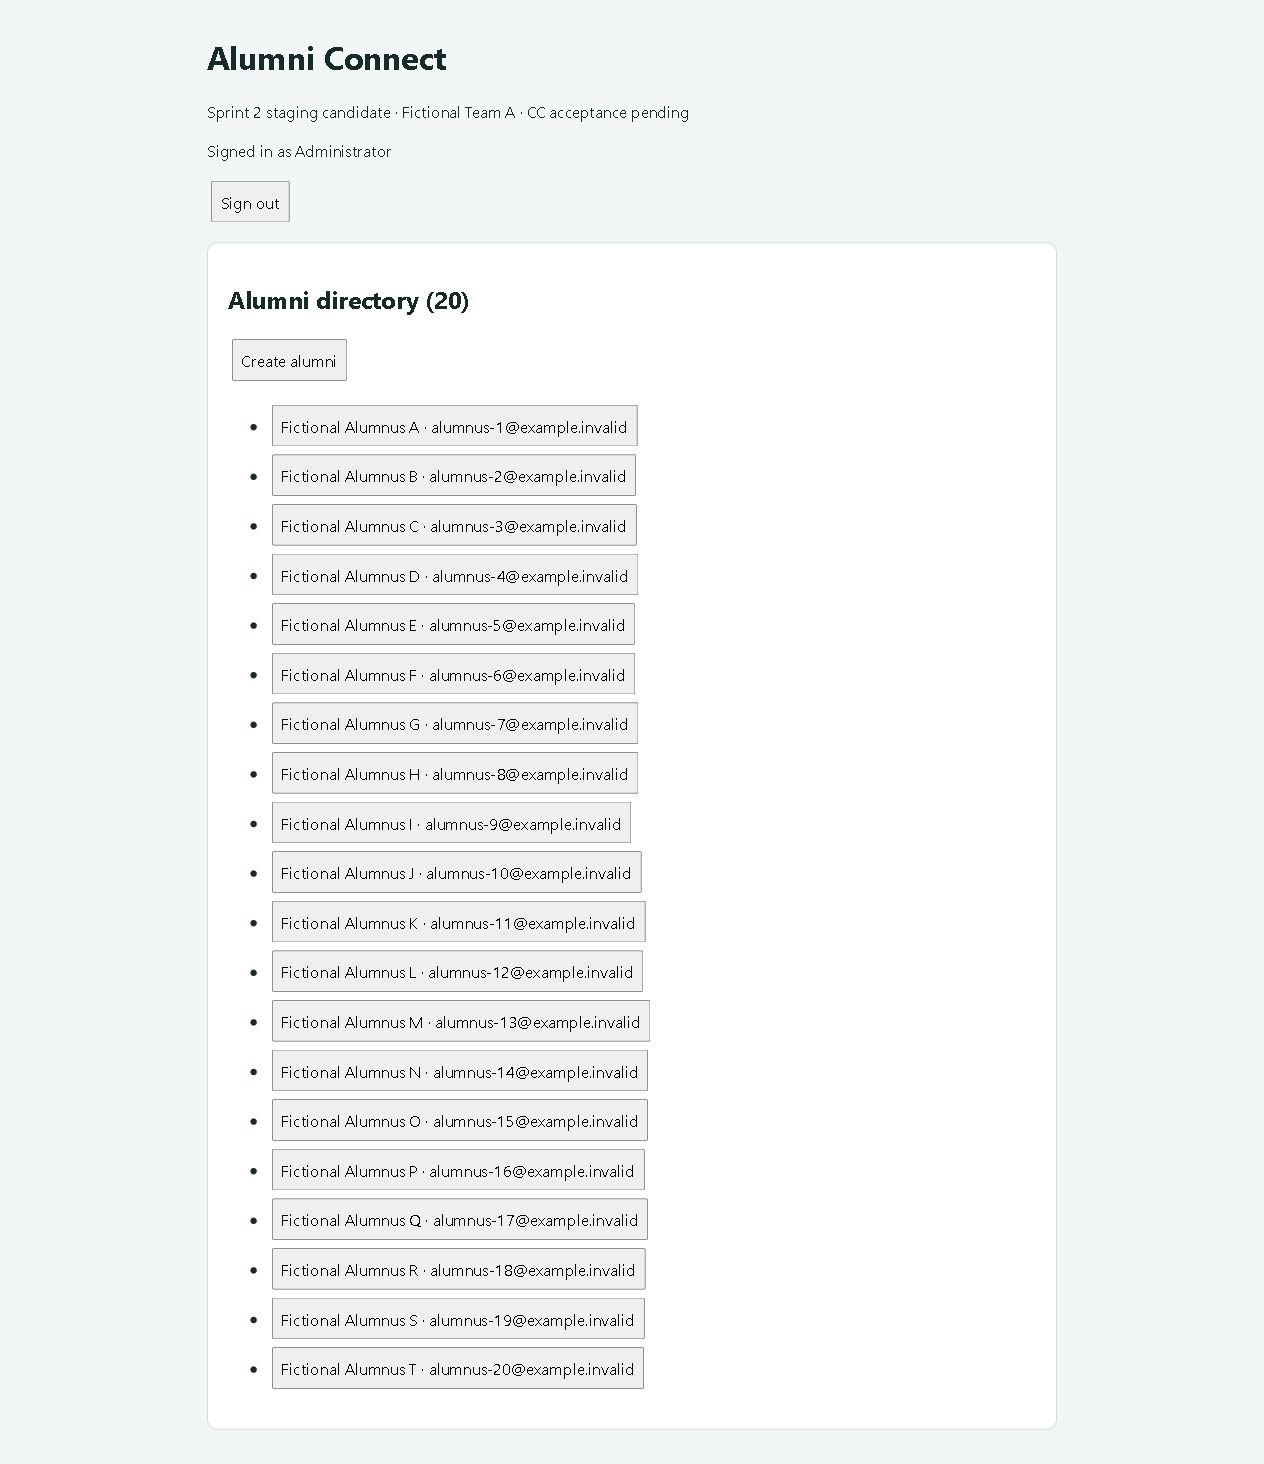 Alumni Connect
Sprint 2 staging candidate · Fictional Team A · CC acceptance pending
Signed in as Administrator
Sign out
Alumni directory (20)
Create alumni
Fictional Alumnus A · alumnus-1@example.invalid
Fictional Alumnus B · alumnus-2@example.invalid
Fictional Alumnus C · alumnus-3@example.invalid
Fictional Alumnus D · alumnus-4@example.invalid
Fictional Alumnus E · alumnus-5@example.invalid
Fictional Alumnus F · alumnus-6@example.invalid
Fictional Alumnus G · alumnus-7@example.invalid
Fictional Alumnus H · alumnus-8@example.invalid
Fictional Alumnus I · alumnus-9@example.invalid
Fictional Alumnus J · alumnus-10@example.invalid
Fictional Alumnus K · alumnus-11@example.invalid
Fictional Alumnus L · alumnus-12@example.invalid
Fictional Alumnus M · alumnus-13@example.invalid
Fictional Alumnus N · alumnus-14@example.invalid
Fictional Alumnus O · alumnus-15@example.invalid
Fictional Alumnus P · alumnus-16@example.invalid
Fictional Alumnus Q · alumnus-17@example.invalid
Fictional Alumnus R · alumnus-18@example.invalid
Fictional Alumnus S · alumnus-19@example.invalid
Fictional Alumnus T · alumnus-20@example.invalid